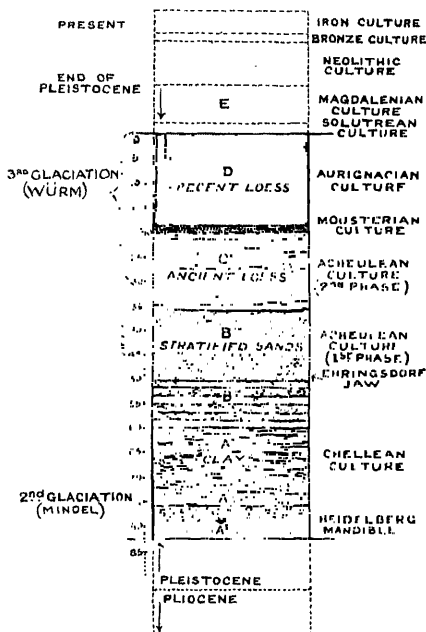 PRESENT
IRON CULTURE
BRONZE CULTURE
NEOLITHIC
CULTURE
END OF
PLEISTOCENE
E
MAGDALENIAN
CULTURE
SOLUTREAN
CULTURE
3RD GLACIATION
(WÜRM)
D
RECENT LOESS
AURIGNACIAN
CULTURE
MOUSTERIAN
CULTURE
C
ANCIENT LOESS
ACHEULEAN
CULTURE
(2ND PHASE)
B
STRATIFIED SANDS
ACHEULEAN
CULTURE
(1ST PHASE)
EHRINGSDORF
JAW
B
A
CLAY
CHELLEAN
CULTURE
2nd GLACIATION
(MINDEL)
A
A
HEIDELBERG
MANDIBLE
PLEISTOCENE
PLIOCENE